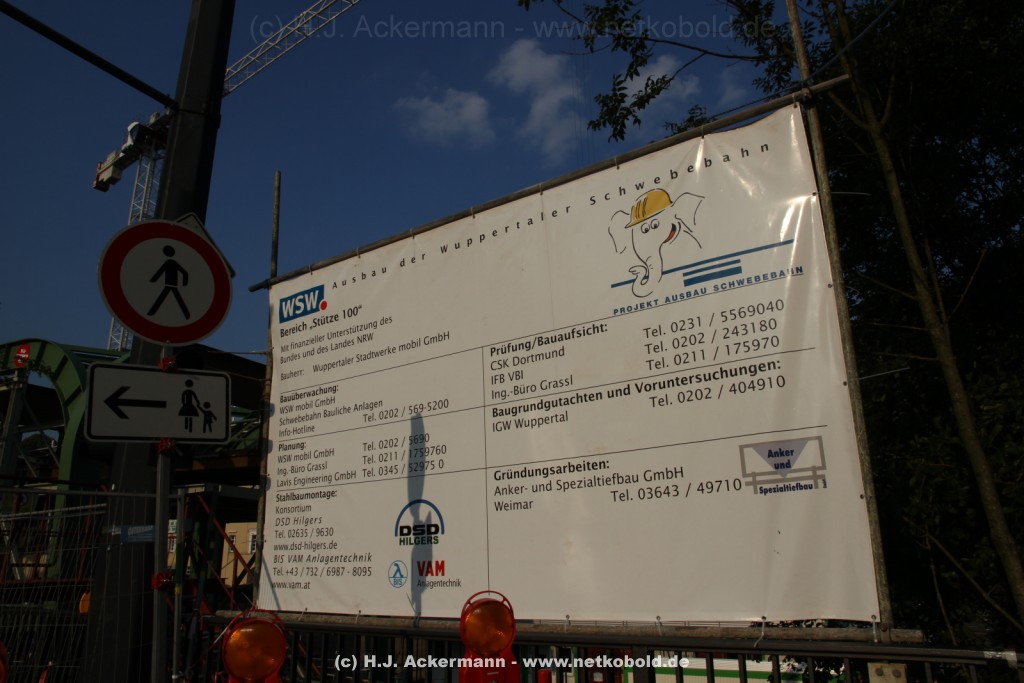 (c) H.J. Ackermann - www.netkobold.de
Ausbau der Wuppertaler Schwebebahn
WSW.
Bereich „Stütze 100"
Mit finanzieller Unterstützung des
Bundes und des Landes NRW
Bauherr: Wuppertaler Stadtwerke mobil GmbH
PROJEKT AUSBAU SCHWEBEBAHN
Bauüberwachung:
WSW mobil GmbH
Schwebebahn Bauliche Anlagen
Info-Hotline Tel. 0202 / 569-5200
Planung:
WSW mobil GmbH Tel. 0202 / 5690
Ing.-Büro Grassl Tel. 0211 / 1759760
Lavis Engineering GmbH Tel. 0345 / 52975 0
Stahlbaumontage:
Konsortium
DSD Hilgers
Tel. 02635 / 9630
www.dsd-hilgers.de
BIS VAM Anlagentechnik
Tel. +43 / 732 / 6987 - 8095
www.vam.at
DSD
HILGERS
BIS
VAM
Anlagentechnik
Prüfung/Bauaufsicht:
CSK Dortmund Tel. 0231 / 5569040
IFB VBI Tel. 0202 / 243180
Ing.-Büro Grassl Tel. 0211 / 175970
Baugrundgutachten und Voruntersuchungen:
IGW Wuppertal Tel. 0202 / 404910
Gründungsarbeiten:
Anker- und Spezialtiefbau GmbH
Weimar Tel. 03643 / 49710
Anker
und
Spezialtiefbau
(c) H.J. Ackermann - www.netkobold.de